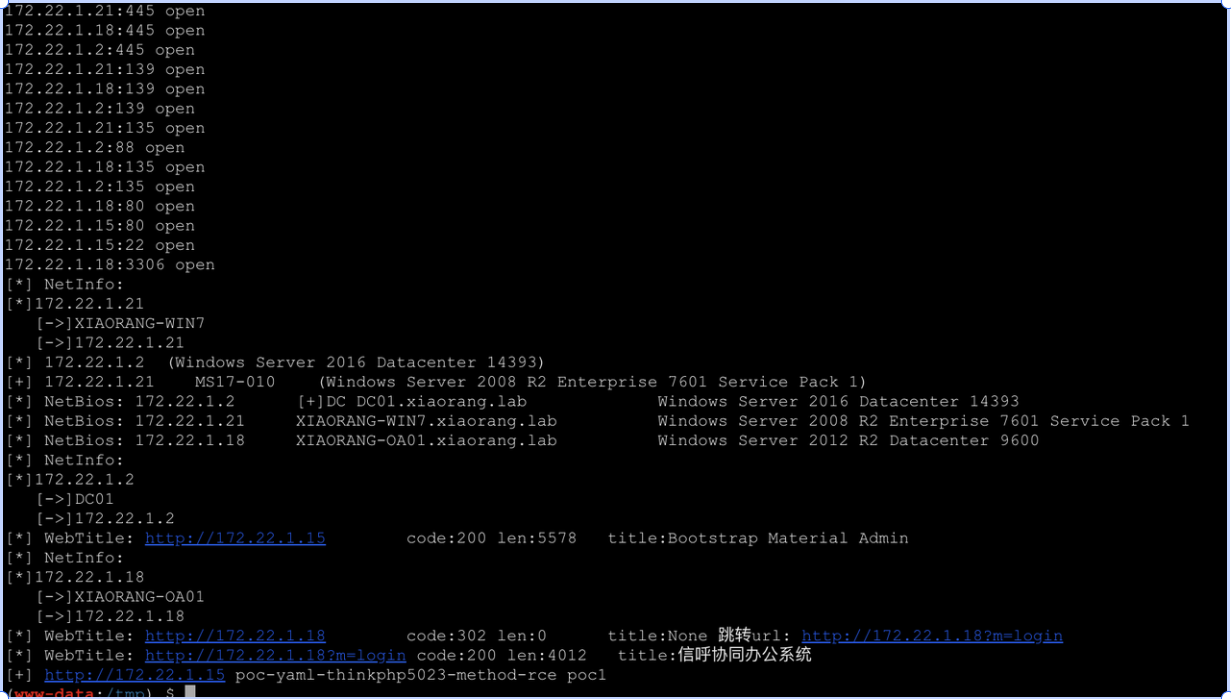 172.22.1.21:445 open
172.22.1.18:445 open
172.22.1.2:445 open
172.22.1.21:139 open
172.22.1.18:139 open
172.22.1.2:139 open
172.22.1.21:135 open
172.22.1.2:88 open
172.22.1.18:135 open
172.22.1.2:135 open
172.22.1.18:80 open
172.22.1.15:80 open
172.22.1.15:22 open
172.22.1.18:3306 open
[*] NetInfo:
[*]172.22.1.21
   [->]XIAORANG-WIN7
   [->]172.22.1.21
[*] 172.22.1.2  (Windows Server 2016 Datacenter 14393)
[+] 172.22.1.21    MS17-010    (Windows Server 2008 R2 Enterprise 7601 Service Pack 1)
[*] NetBios: 172.22.1.2      [+]DC DC01.xiaorang.lab             Windows Server 2016 Datacenter 14393
[*] NetBios: 172.22.1.21     XIAORANG-WIN7.xiaorang.lab          Windows Server 2008 R2 Enterprise 7601 Service Pack 1
[*] NetBios: 172.22.1.18     XIAORANG-OA01.xiaorang.lab          Windows Server 2012 R2 Datacenter 9600
[*] NetInfo:
[*]172.22.1.2
   [->]DC01
   [->]172.22.1.2
[*] WebTitle: http://172.22.1.15        code:200 len:5578   title:Bootstrap Material Admin
[*] NetInfo:
[*]172.22.1.18
   [->]XIAORANG-OA01
   [->]172.22.1.18
[*] WebTitle: http://172.22.1.18        code:302 len:0      title:None 跳转url: http://172.22.1.18?m=login
[*] WebTitle: http://172.22.1.18?m=login code:200 len:4012   title:信呼协同办公系统
[+] http://172.22.1.15 poc-yaml-thinkphp5023-method-rce poc1
(www-data:/tmp) $